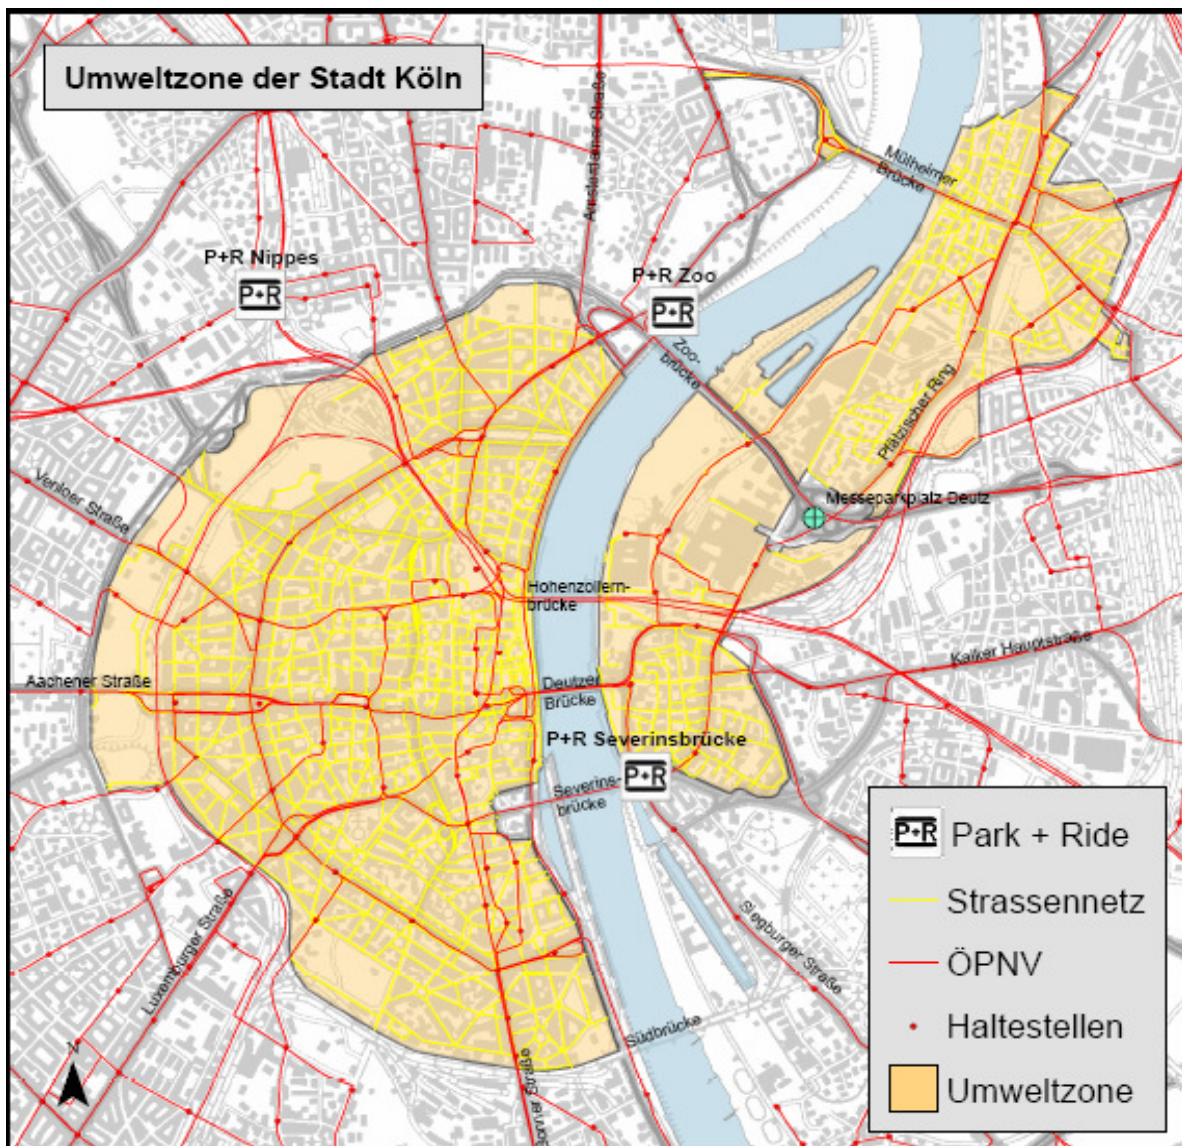 Umweltzone der Stadt Köln
Amsterdamer Straße
Mülheimer
Brücke
P+R Nippes
P+R
P+R Zoo
P+R
Zoo-
brücke
Pfälzischer Ring
Venloer Straße
Messeparkplatz Deutz
Hohenzollern-
brücke
Kalker Hauptstraße
Aachener Straße
Deutzer
Brücke
P+R Severinsbrücke
P+R
Severins-
brücke
Luxemburger Straße
Siegburger Straße
Südbrücke
Bonner Straße
N
P+R Park + Ride
Strassennetz
ÖPNV
Haltestellen
Umweltzone